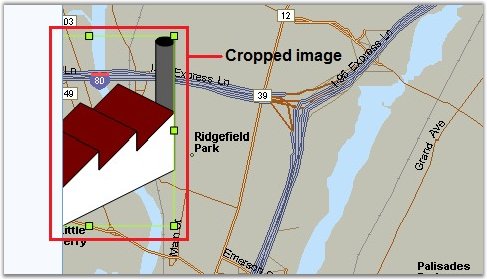 03
12
Cropped image
l Express Ln
80
Loc Express Ln
49
39
Ridgefield
Park
Grand Ave
ittle
erry
Main
Emerson
Palisades